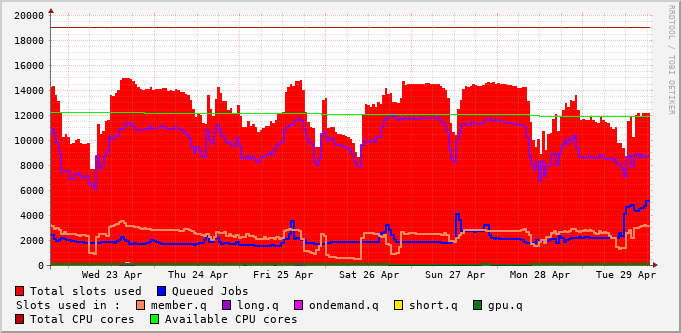 20000
18000
16000
14000
12000
10000
8000
6000
4000
2000
0
Wed 23 Apr Thu 24 Apr Fri 25 Apr Sat 26 Apr Sun 27 Apr Mon 28 Apr Tue 29 Apr
Total slots used Queued Jobs
Slots used in : member.q long.q ondemand.q short.q gpu.q
Total CPU cores Available CPU cores
RRDTOOL / TOBI OETIKER